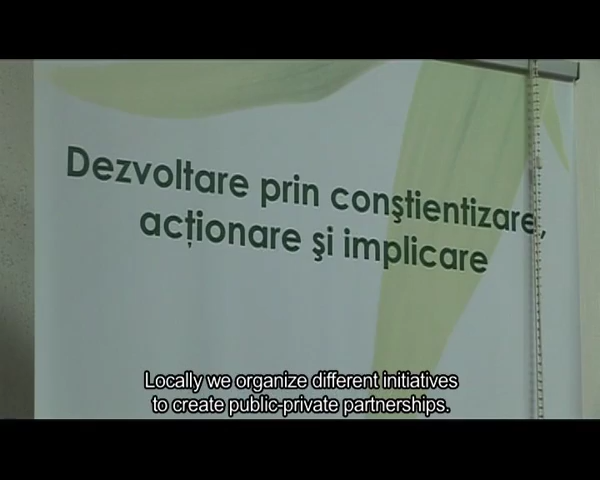 Dezvoltare prin conştientizare,
acționare şi implicare
Locally we organize different initiatives
to create public-private partnerships.